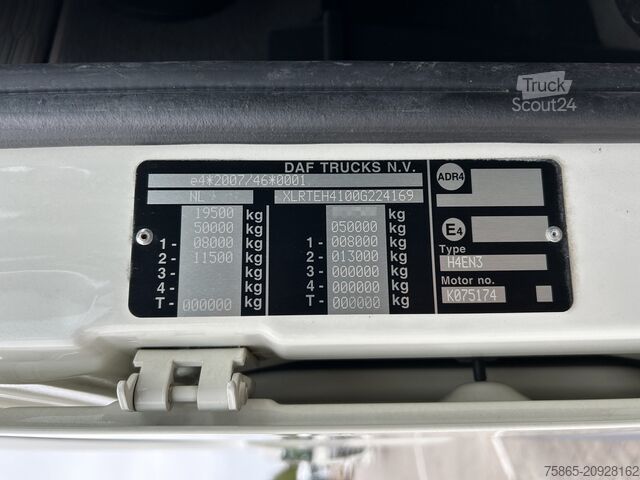 Truck
Scout24
DAF TRUCKS N.V.
e4*2007/46*0001
NL XLRTEH4100G224169
19500 kg kg
50000 kg 050000 kg
1- 08000 kg 1- 008000 kg
2- 11500 kg 2- 013000 kg
3- kg 3- 000000 kg
4- kg 4- 000000 kg
T- 000000 kg T- 000000 kg
ADR4
E4
Type
H4EN3
Motor no.
K075174
75865-20928162